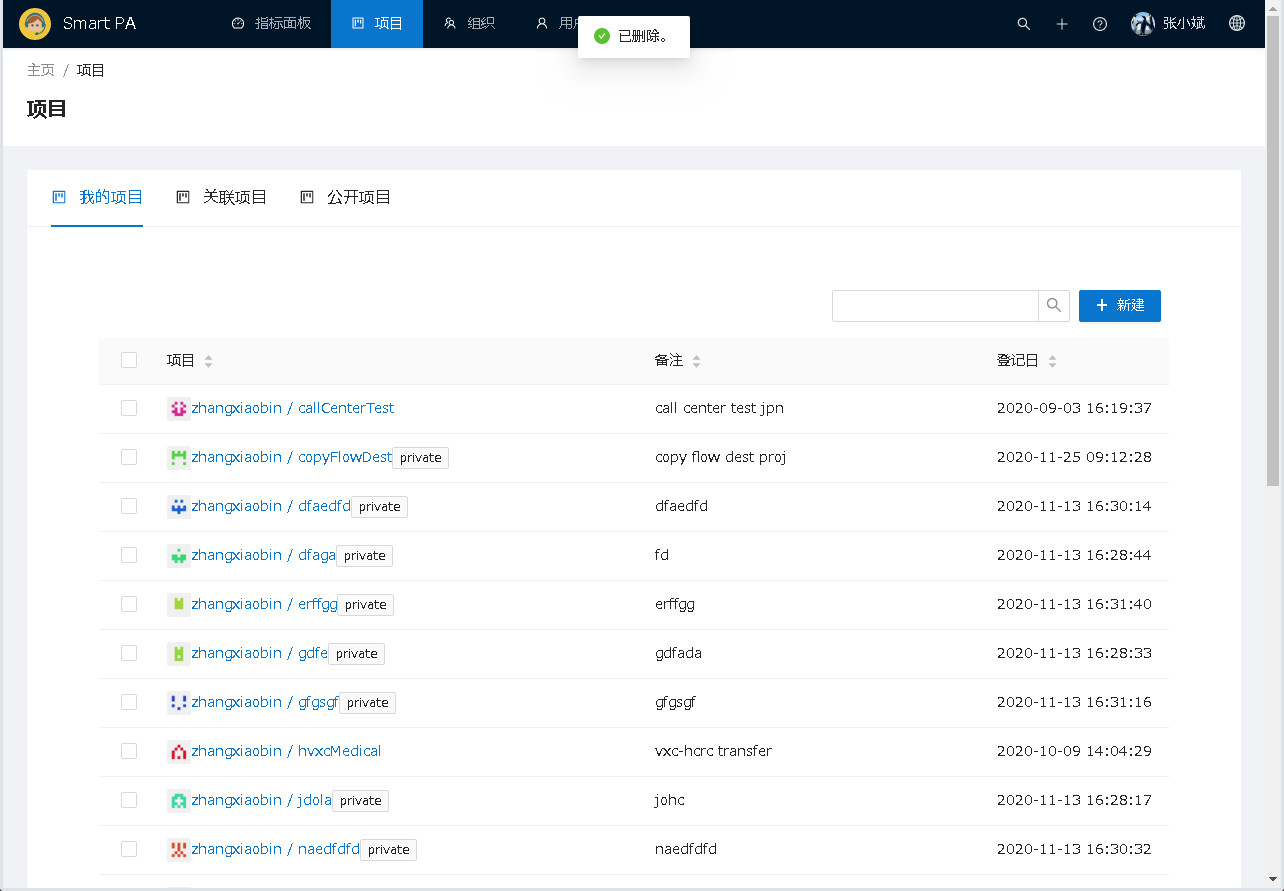 Smart PA 指标面板 项目 组织 用 已删除。 张小斌
主页 / 项目
项目
我的项目 关联项目 公开项目
新建
项目 备注 登记日
zhangxiaobin / callCenterTest call center test jpn 2020-09-03 16:19:37
zhangxiaobin / copyFlowDest private copy flow dest proj 2020-11-25 09:12:28
zhangxiaobin / dfaedfd private dfaedfd 2020-11-13 16:30:14
zhangxiaobin / dfaga private fd 2020-11-13 16:28:44
zhangxiaobin / erffgg private erffgg 2020-11-13 16:31:40
zhangxiaobin / gdfe private gdfada 2020-11-13 16:28:33
zhangxiaobin / gfgsgf private gfgsgf 2020-11-13 16:31:16
zhangxiaobin / hvxcMedical vxc-hcrc transfer 2020-10-09 14:04:29
zhangxiaobin / jdola private johc 2020-11-13 16:28:17
zhangxiaobin / naedfdfd private naedfdfd 2020-11-13 16:30:32